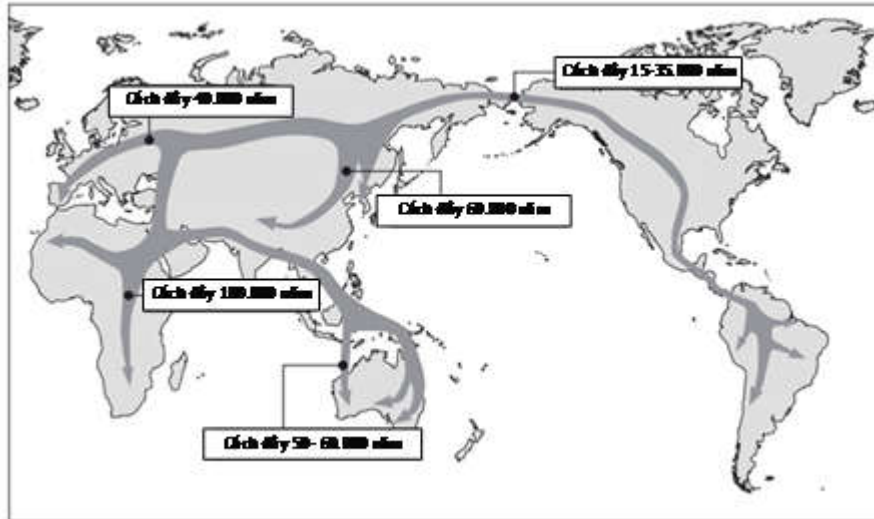 Cách đây 15-35.000 năm
Cách đây 40.000 năm
Cách đây 60.000 năm
Cách đây 100.000 năm
Cách đây 50- 60.000 năm